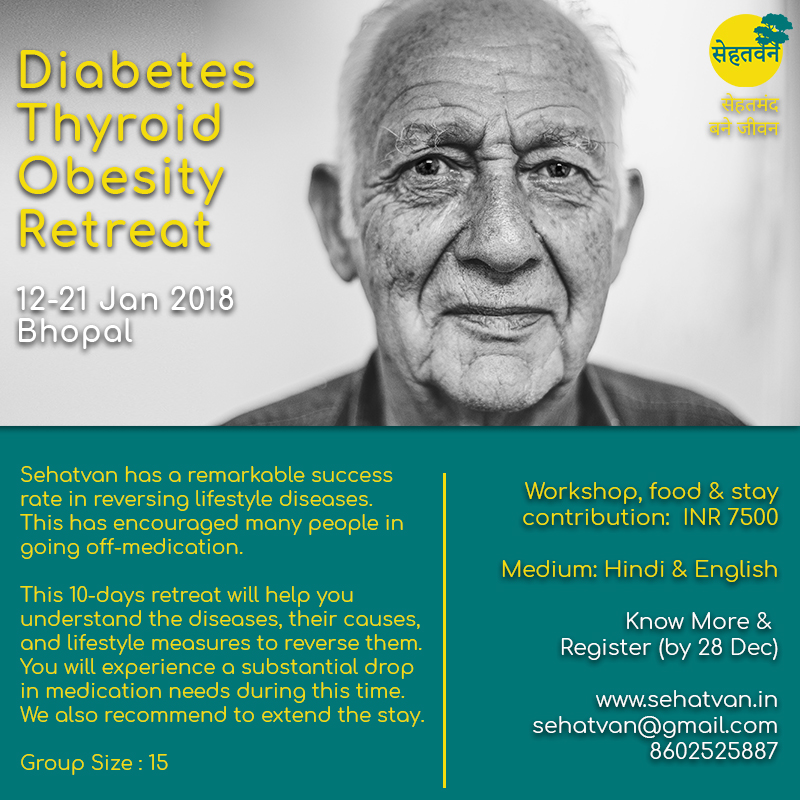 Diabetes
Thyroid
Obesity
Retreat
12-21 Jan 2018
Bhopal
सेहतवन
सेहतमंद
बने जीवन
Sehatvan has a remarkable success
rate in reversing lifestyle diseases.
This has encouraged many people in
going off-medication.
This 10-days retreat will help you
understand the diseases, their causes,
and lifestyle measures to reverse them.
You will experience a substantial drop
in medication needs during this time.
We also recommend to extend the stay.
Group Size : 15
Workshop, food & stay
contribution:  INR 7500
Medium: Hindi & English
Know More &
Register (by 28 Dec)
www.sehatvan.in
sehatvan@gmail.com
8602525887